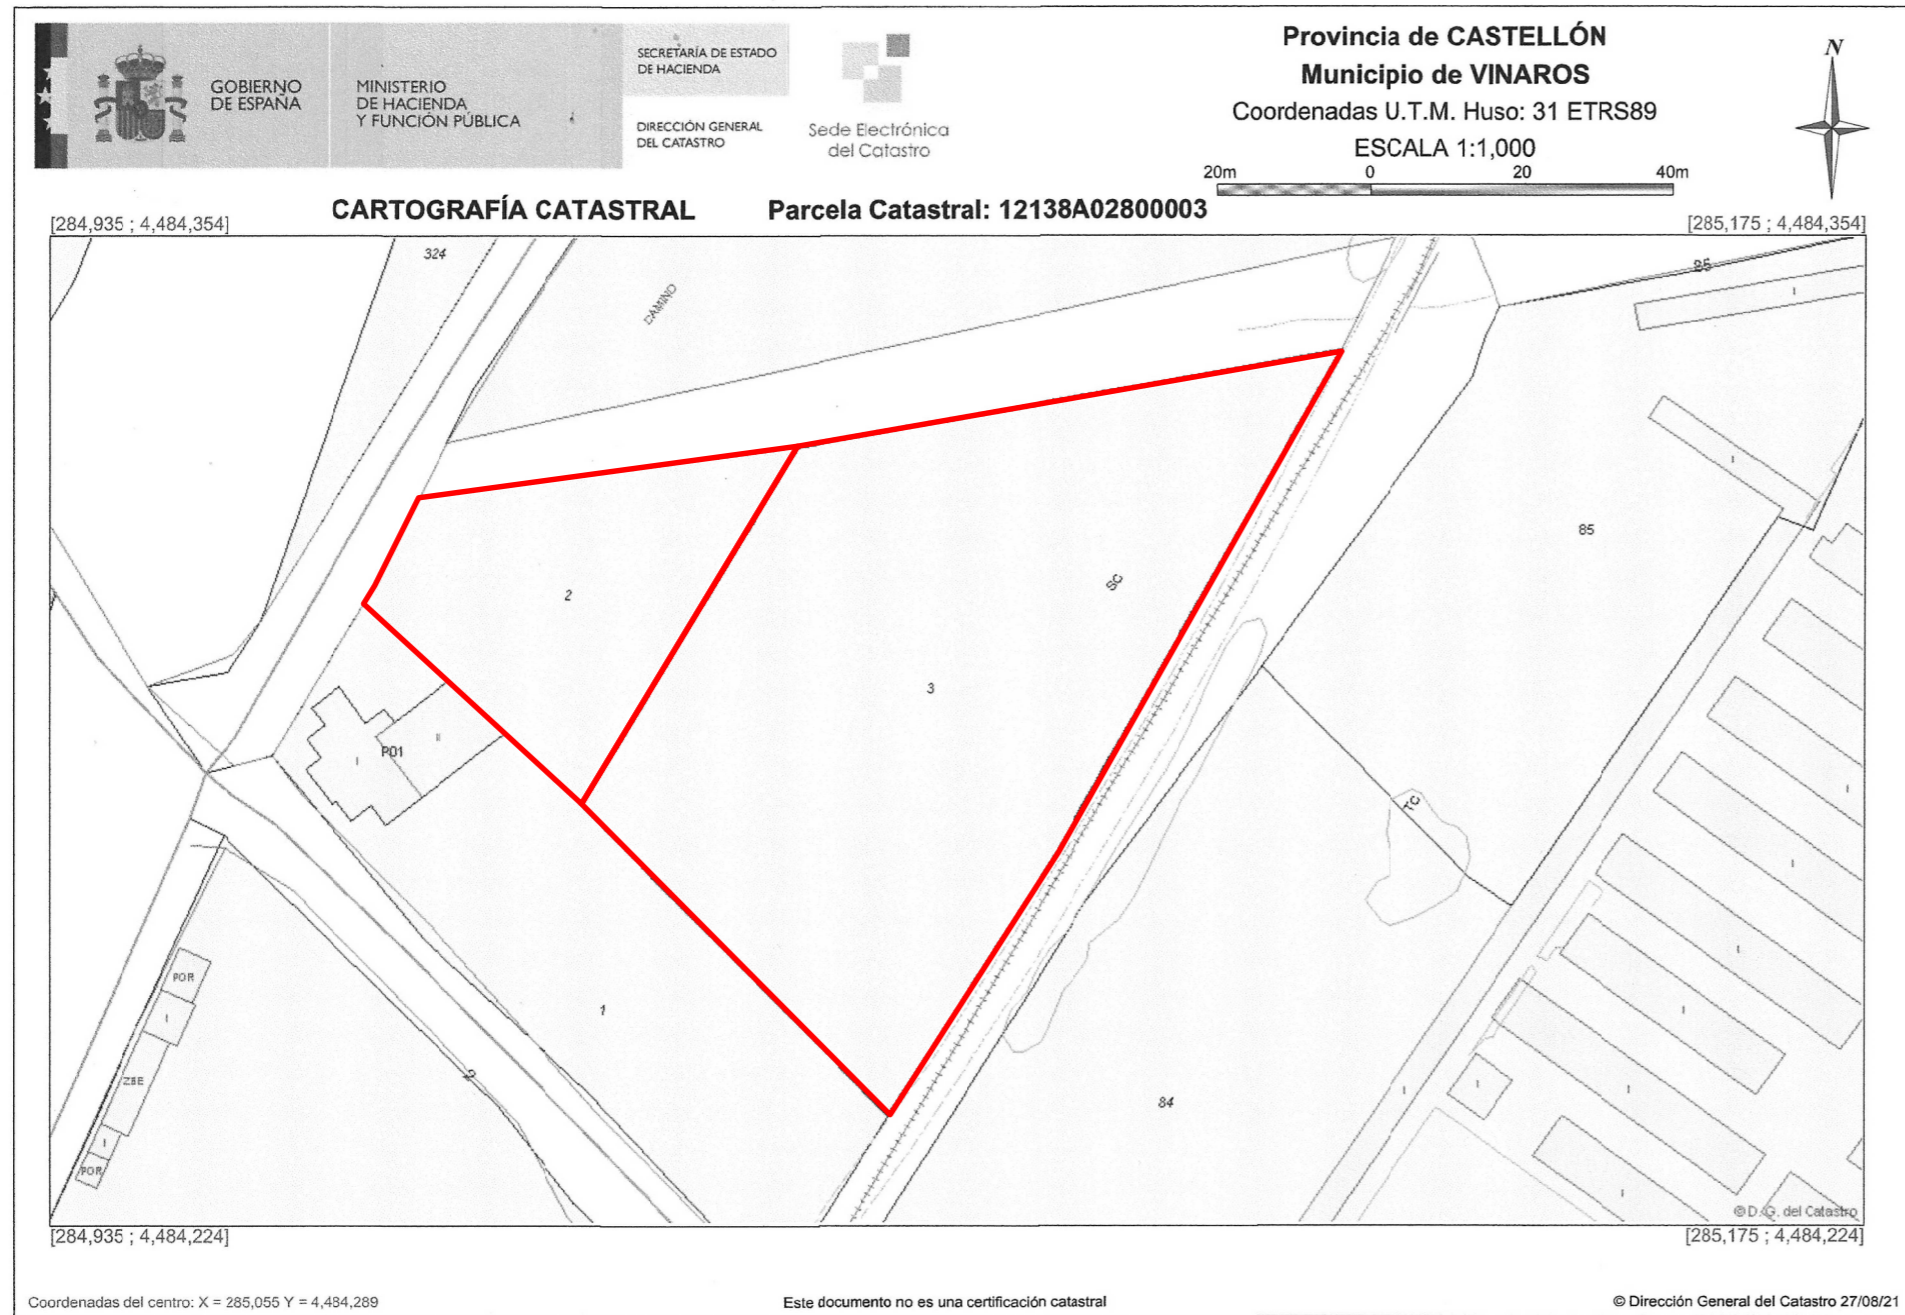 GOBIERNO
DE ESPAÑA
MINISTERIO
DE HACIENDA
Y FUNCIÓN PÚBLICA
SECRETARÍA DE ESTADO
DE HACIENDA
DIRECCIÓN GENERAL
DEL CATASTRO
Sede Electrónica
del Catastro
Provincia de CASTELLÓN
Municipio de VINAROS
Coordenadas U.T.M. Huso: 31 ETRS89
ESCALA 1:1,000
20m 0 20 40m
N
CARTOGRAFÍA CATASTRAL Parcela Catastral: 12138A02800003
[284,935 ; 4,484,354] [285,175 ; 4,484,354]
324
CAMINO
85
I
I
85
2
SC
3
P01
II
I
TC
I
I
I
POR
I
1
ZBE
2
I
POR
84
I
I
I
I
I
© D. G. del Catastro
[284,935 ; 4,484,224] [285,175 ; 4,484,224]
Coordenadas del centro: X = 285,055 Y = 4,484,289
Este documento no es una certificación catastral
© Dirección General del Catastro 27/08/21